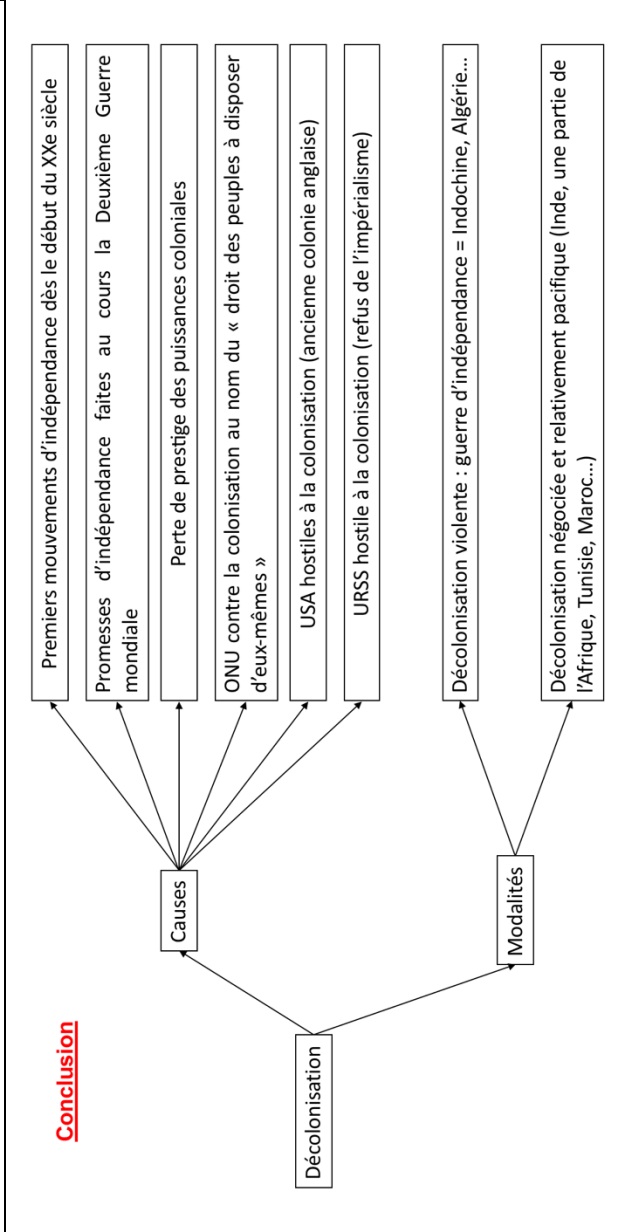 Conclusion
Décolonisation
Causes
Premiers mouvements d'indépendance dès le début du XXe siècle
Promesses d'indépendance faites au cours la Deuxième Guerre
mondiale
Perte de prestige des puissances coloniales
ONU contre la colonisation au nom du « droit des peuples à disposer
d'eux-mêmes »
USA hostiles à la colonisation (ancienne colonie anglaise)
URSS hostile à la colonisation (refus de l'impérialisme)
Modalités
Décolonisation violente : guerre d'indépendance = Indochine, Algérie…
Décolonisation négociée et relativement pacifique (Inde, une partie de
l'Afrique, Tunisie, Maroc…)